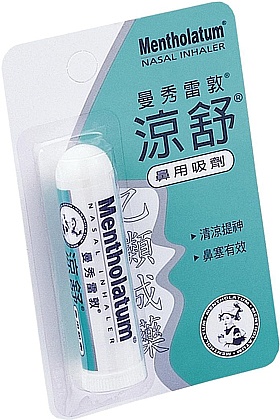 Mentholatum®
NASAL INHALER
曼秀雷敦®
涼舒®
鼻用吸劑
清涼提神
鼻塞有效
乙類成藥
Mentholatum®
NASAL INHALER
曼秀雷敦®
涼舒®